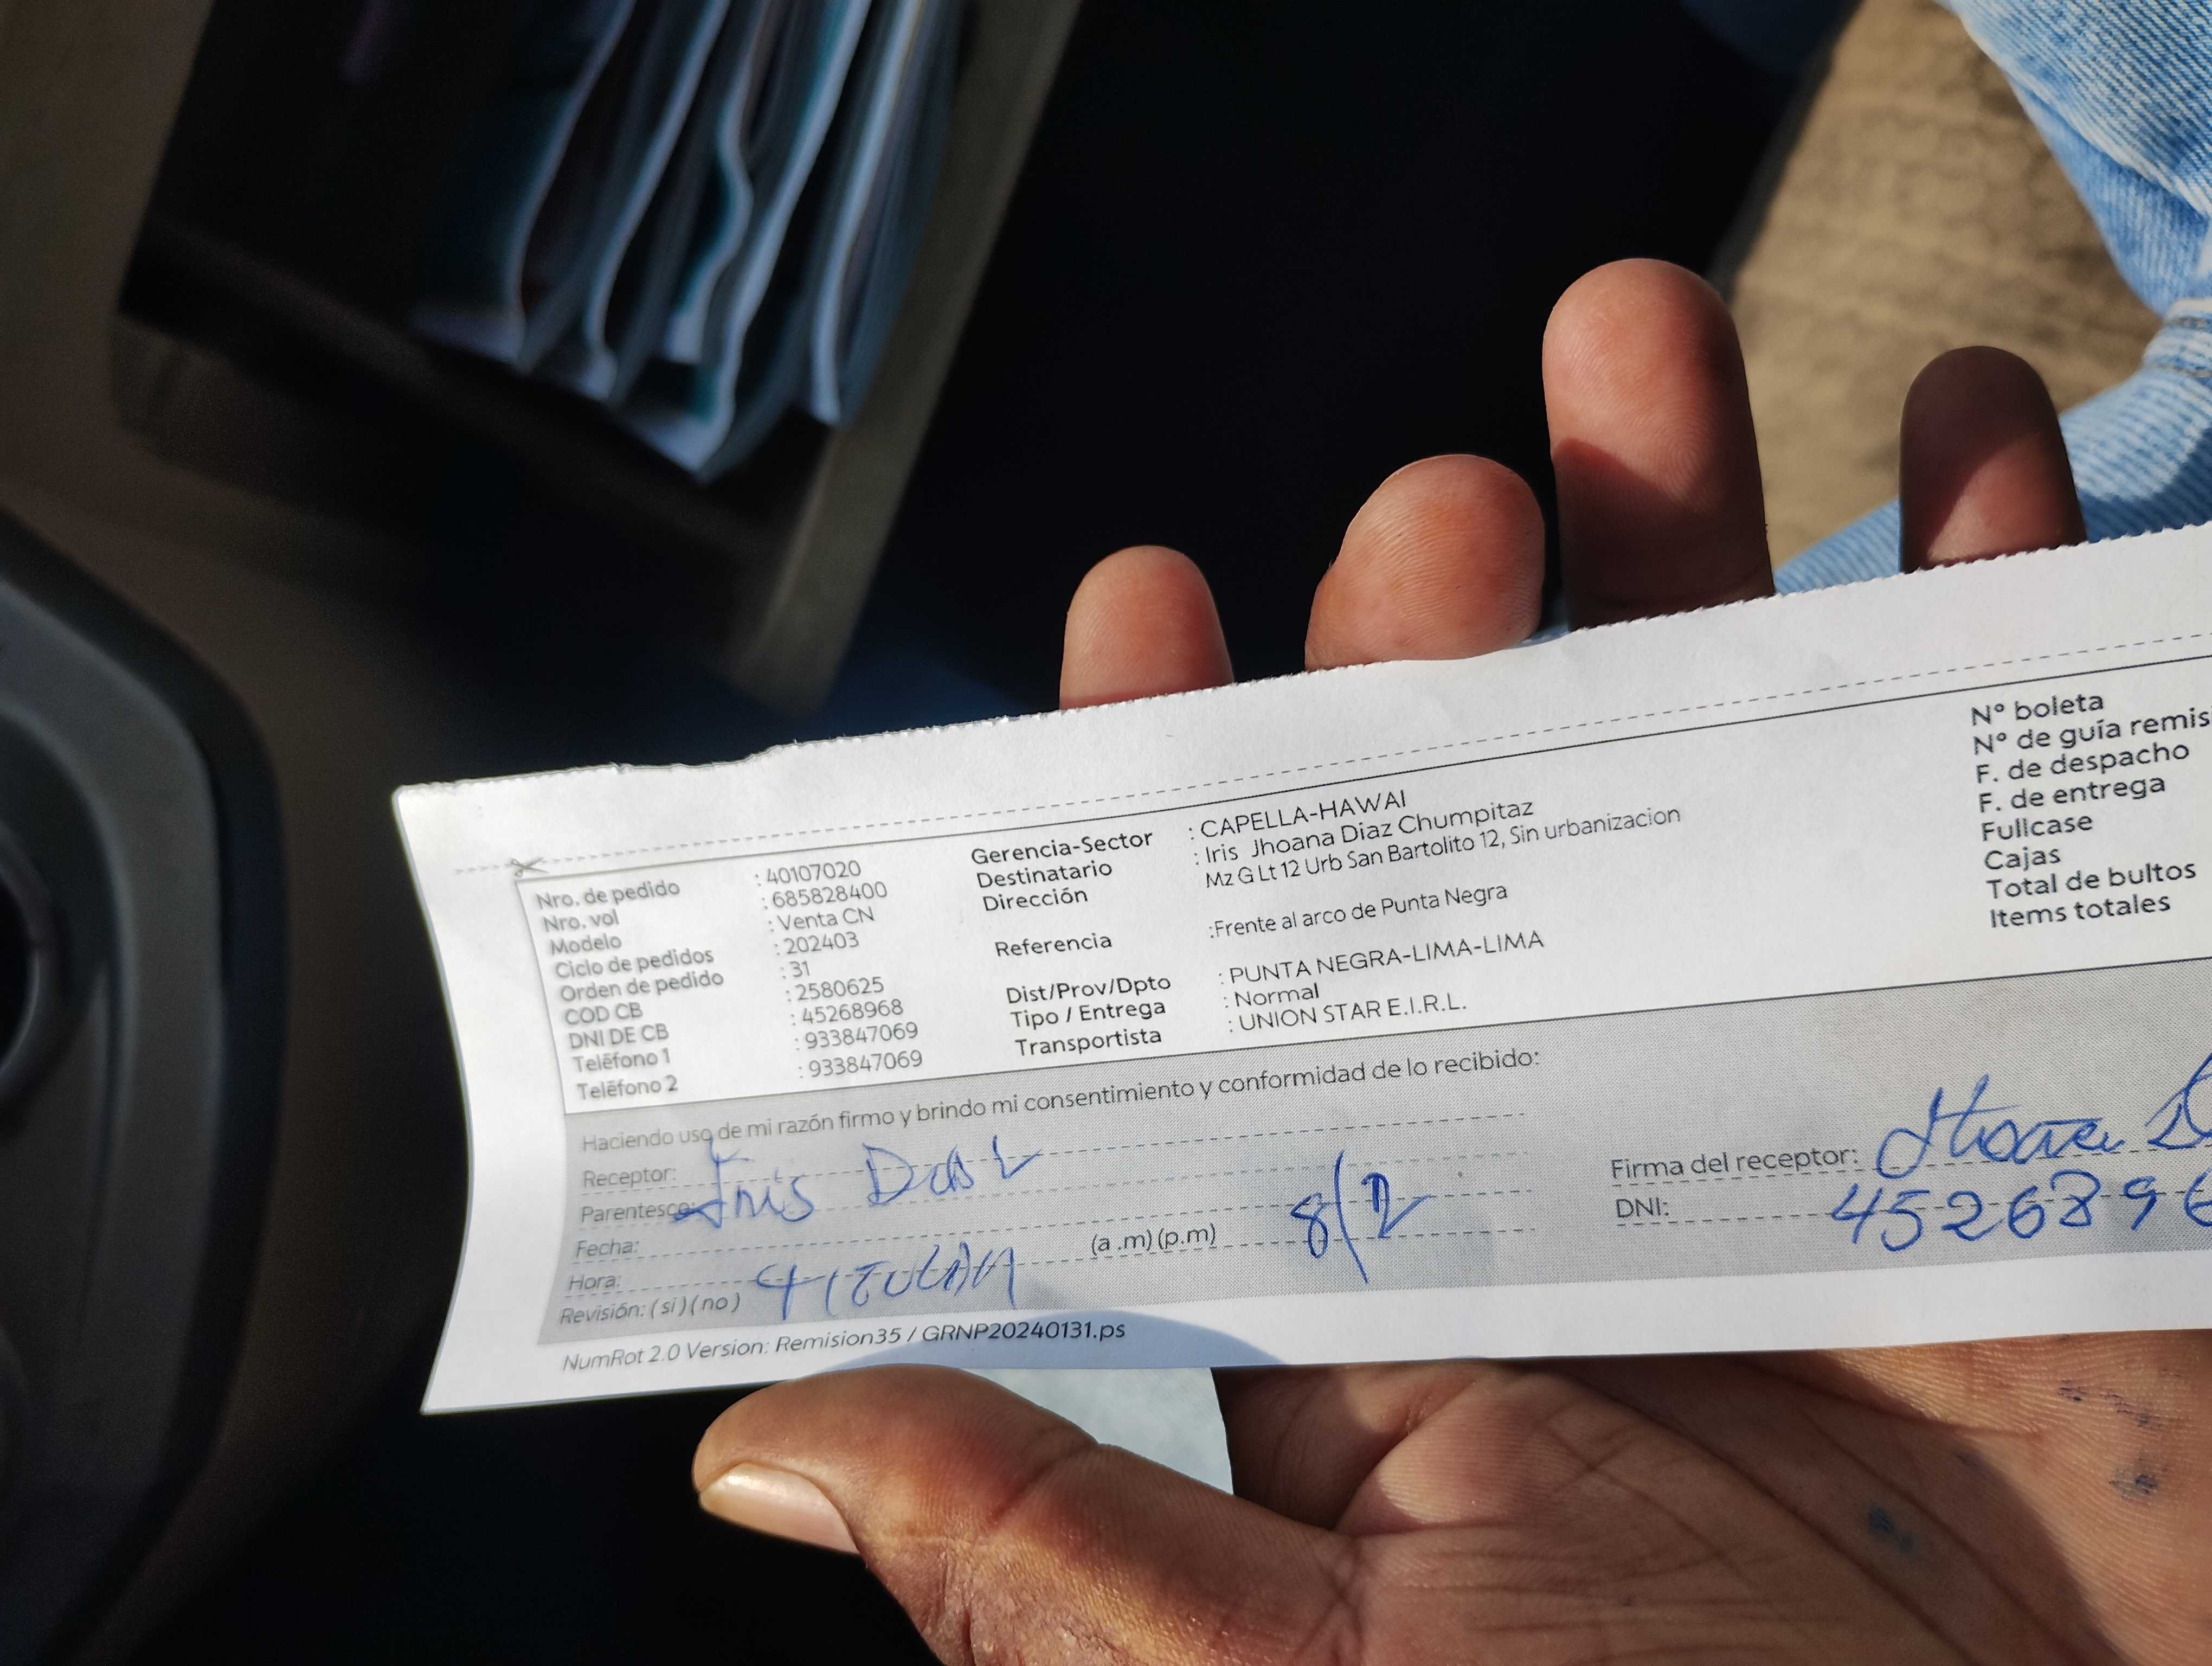 Nro. de pedido : 40107020
Nro. vol : 685828400
Modelo : Venta CN
Ciclo de pedidos : 202403
Orden de pedido : 31
COD CB : 2580625
DNI DE CB : 45268968
Teléfono 1 : 933847069
Teléfono 2 : 933847069
Gerencia-Sector : CAPELLA-HAWAI
Destinatario : Iris Jhoana Diaz Chumpitaz
Dirección Mz G Lt 12 Urb San Bartolito 12, Sin urbanizacion
Referencia :Frente al arco de Punta Negra
Dist/Prov/Dpto : PUNTA NEGRA-LIMA-LIMA
Tipo / Entrega : Normal
Transportista : UNION STAR E.I.R.L.
N° boleta
N° de guía remis
F. de despacho
F. de entrega
Fullcase
Cajas
Total de bultos
Items totales
Haciendo uso de mi razón firmo y brindo mi consentimiento y conformidad de lo recibido:
Receptor: Iris
Parentesco:
Fecha: 8/2
Hora: (a .m) (p.m)
Revisión: ( si ) ( no ) TITULAR
Firma del receptor:
DNI: 4526896
NumRot 2.0 Version: Remision35 / GRNP20240131.ps